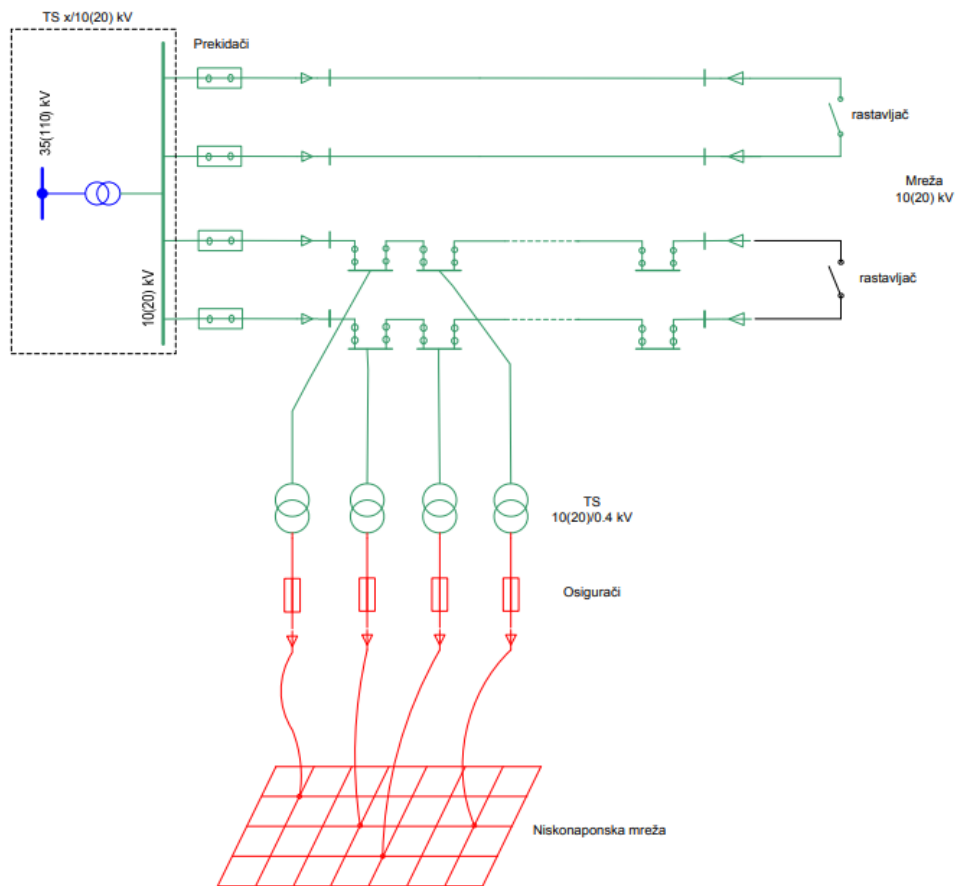 TS x/10(20) kV
Prekidači
35(110) kV
rastavljač
Mreža
10(20) kV
10(20) kV
rastavljač
TS
10(20)/0.4 kV
Osigurači
Niskonaponska mreža